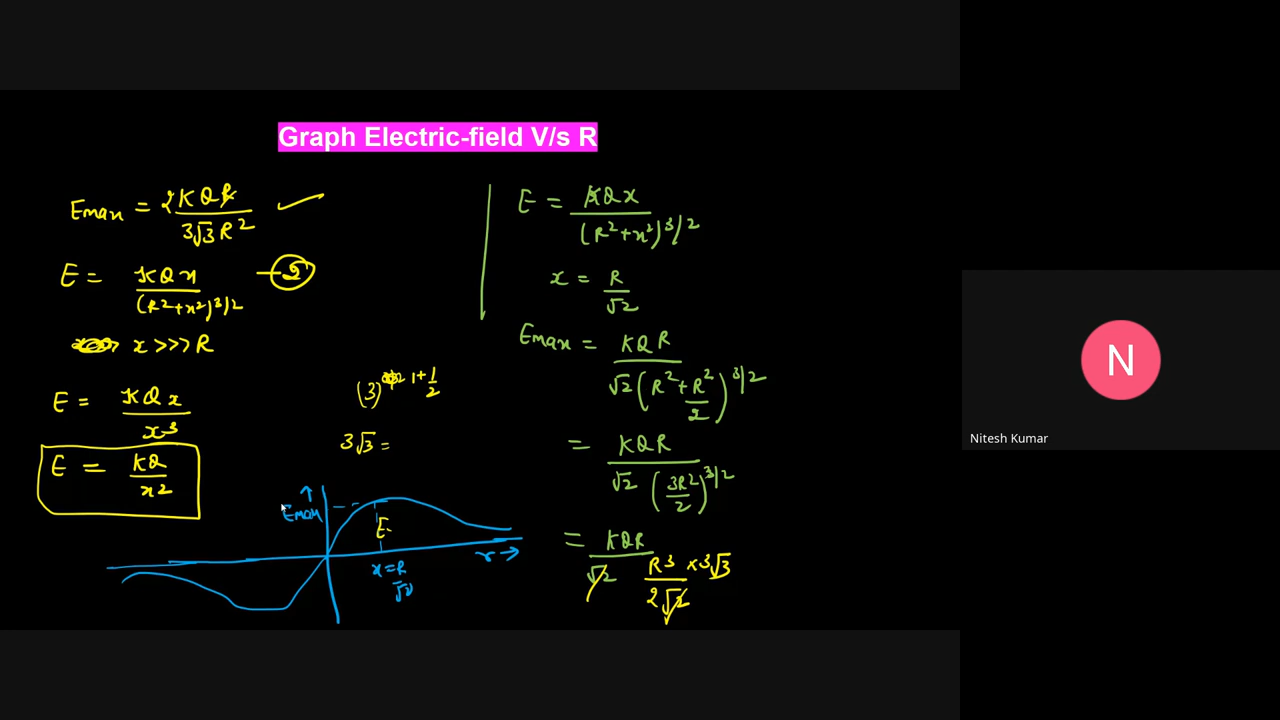 Graph Electric-field V/s R
Emax = 2KQR / 3√3 R²
E = KQx / (R²+x²)^3/2 — 2
x >>> R
E = KQx / x³
E = KQ / x²
(3)^1+1/2
3√3 =
Emax
E
x = R/√2
r →
E = KQx / (R²+x²)^3/2
x = R/√2
Emax = KQR / √2 (R² + R²/2)^3/2
= KQR / √2 (3R²/2)^3/2
= KQR / √2 R³ × 3√3 / 2√2
N
Nitesh Kumar